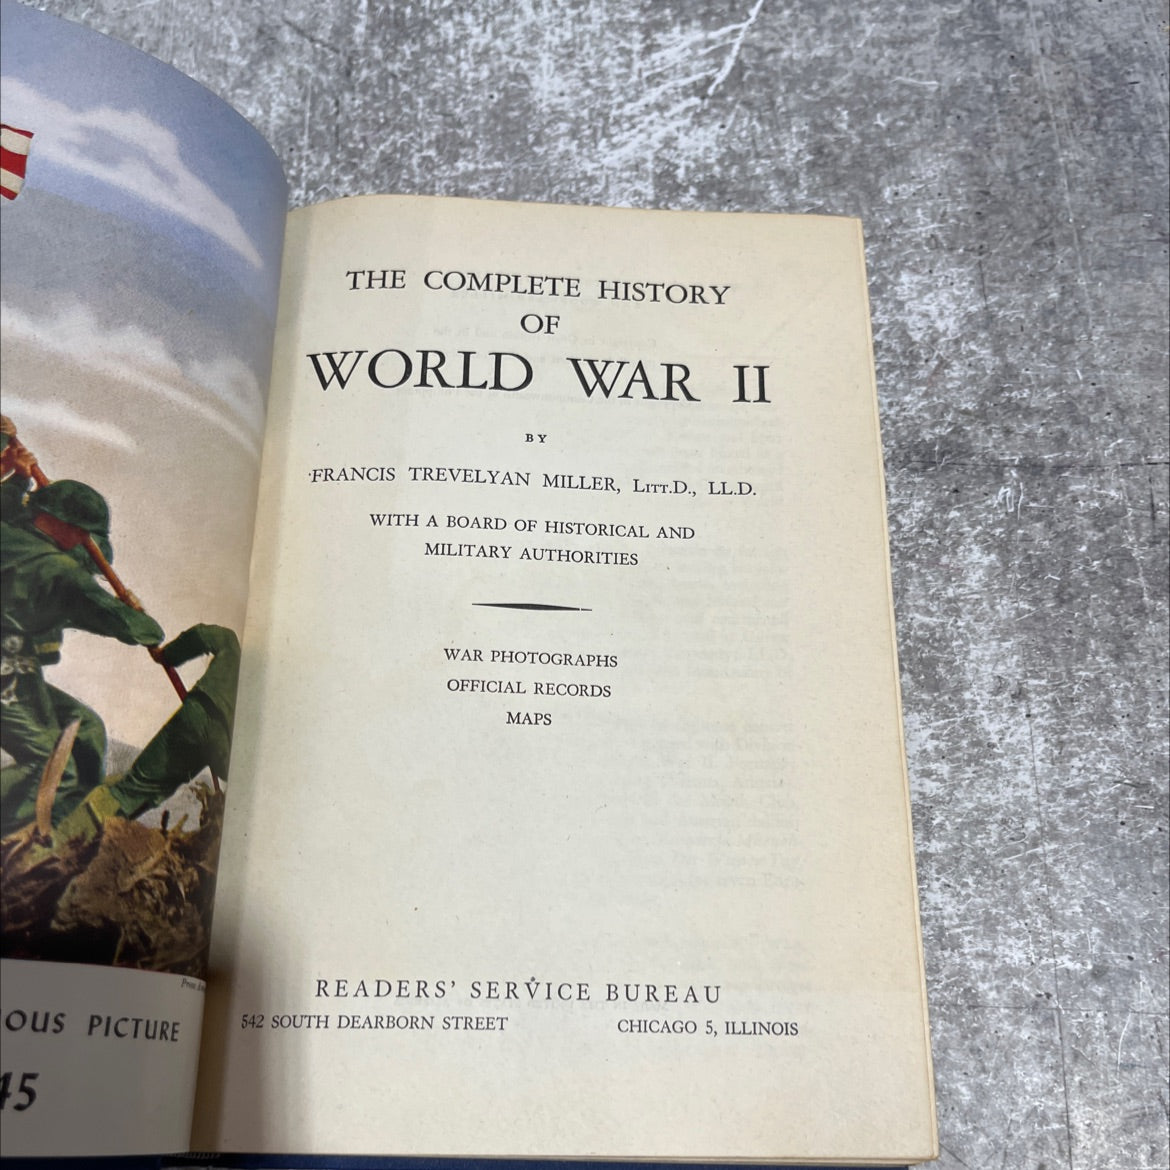 THE COMPLETE HISTORY
OF
WORLD WAR II
BY
FRANCIS TREVELYAN MILLER, LITT.D., LL.D.
WITH A BOARD OF HISTORICAL AND
MILITARY AUTHORITIES
WAR PHOTOGRAPHS
OFFICIAL RECORDS
MAPS
READERS' SERVICE BUREAU
542 SOUTH DEARBORN STREET CHICAGO 5, ILLINOIS
OUS PICTURE
45